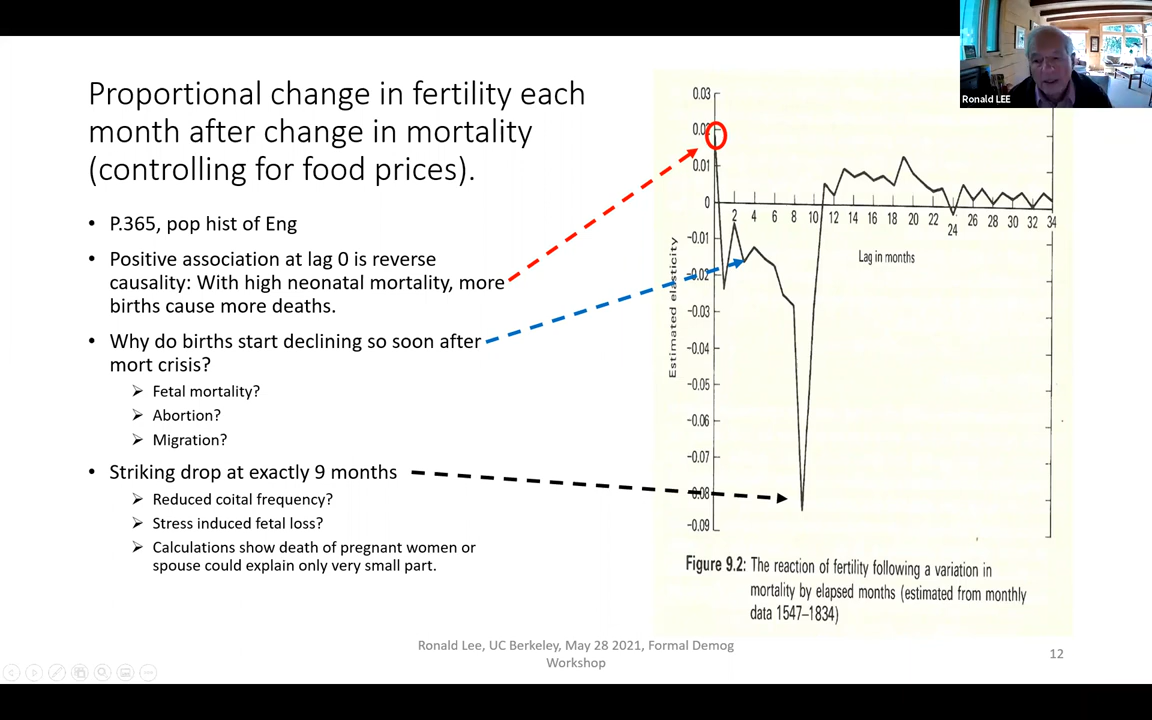 Ronald LEE
Proportional change in fertility each
month after change in mortality
(controlling for food prices).
• P.365, pop hist of Eng
• Positive association at lag 0 is reverse
causality: With high neonatal mortality, more
births cause more deaths.
• Why do births start declining so soon after
mort crisis?
➢ Fetal mortality?
➢ Abortion?
➢ Migration?
• Striking drop at exactly 9 months
➢ Reduced coital frequency?
➢ Stress induced fetal loss?
➢ Calculations show death of pregnant women or
spouse could explain only very small part.
0.03
0.02
0.01
0
-0.01
-0.02
-0.03
-0.04
-0.05
-0.06
-0.07
-0.08
-0.09
Estimated elasticity
2 4 6 8 10 12 14 16 18 20 22 24 26 28 30 32 34
Lag in months
Figure 9.2: The reaction of fertility following a variation in
mortality by elapsed months (estimated from monthly
data 1547–1834)
Ronald Lee, UC Berkeley, May 28 2021, Formal Demog
Workshop
12